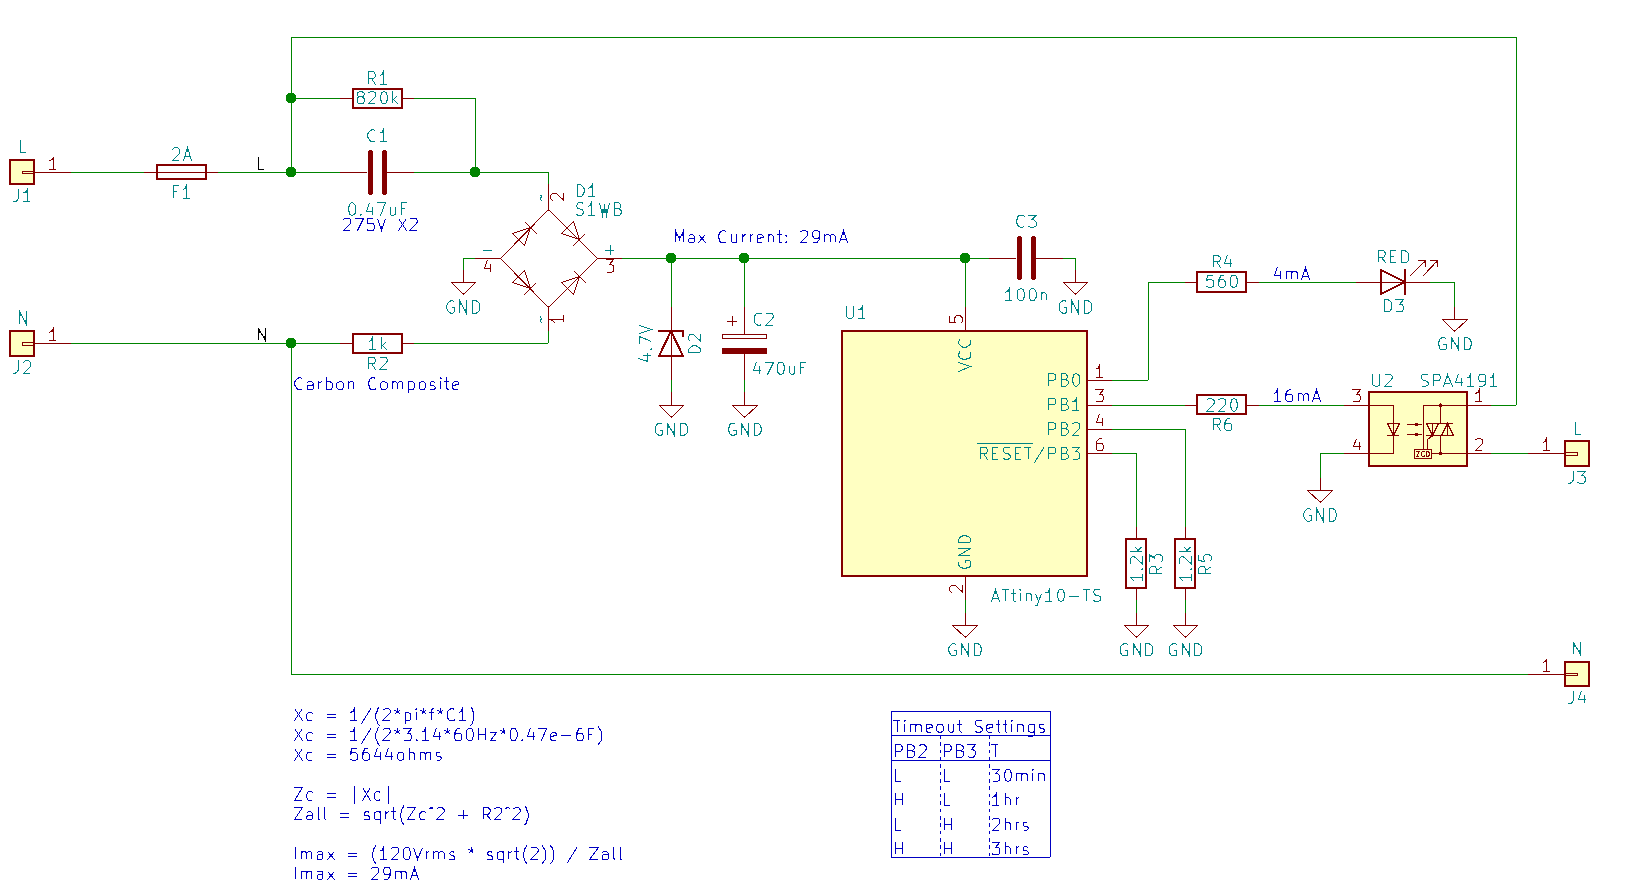 R1
820k
L
1
J1
2A
F1
L
C1
0.47uF
275V X2
~
2
D1
S1WB
-
4
+
3
~
1
GND
N
1
J2
N
1k
R2
Carbon Composite
Max Current: 29mA
4.7V
D2
GND
+
C2
470uF
GND
C3
100n
GND
U1
5
VCC
PB0
1
PB1
3
PB2
4
RESET/PB3
6
GND
2
ATtiny10-TS
GND
R4
560
4mA
RED
D3
GND
220
R6
16mA
U2
SPA4191
3
1
4
2
ZCD
GND
1
L
J3
1.2k
R3
GND
1.2k
R5
GND
N
1
J4
Xc = 1/(2*pi*f*C1)
Xc = 1/(2*3.14*60Hz*0.47e-6F)
Xc = 5644ohms
Zc = |Xc|
Zall = sqrt(Zc^2 + R2^2)
Imax = (120Vrms * sqrt(2)) / Zall
Imax = 29mA
Timeout Settings
PB2 PB3 T
L L 30min
H L 1hr
L H 2hrs
H H 3hrs